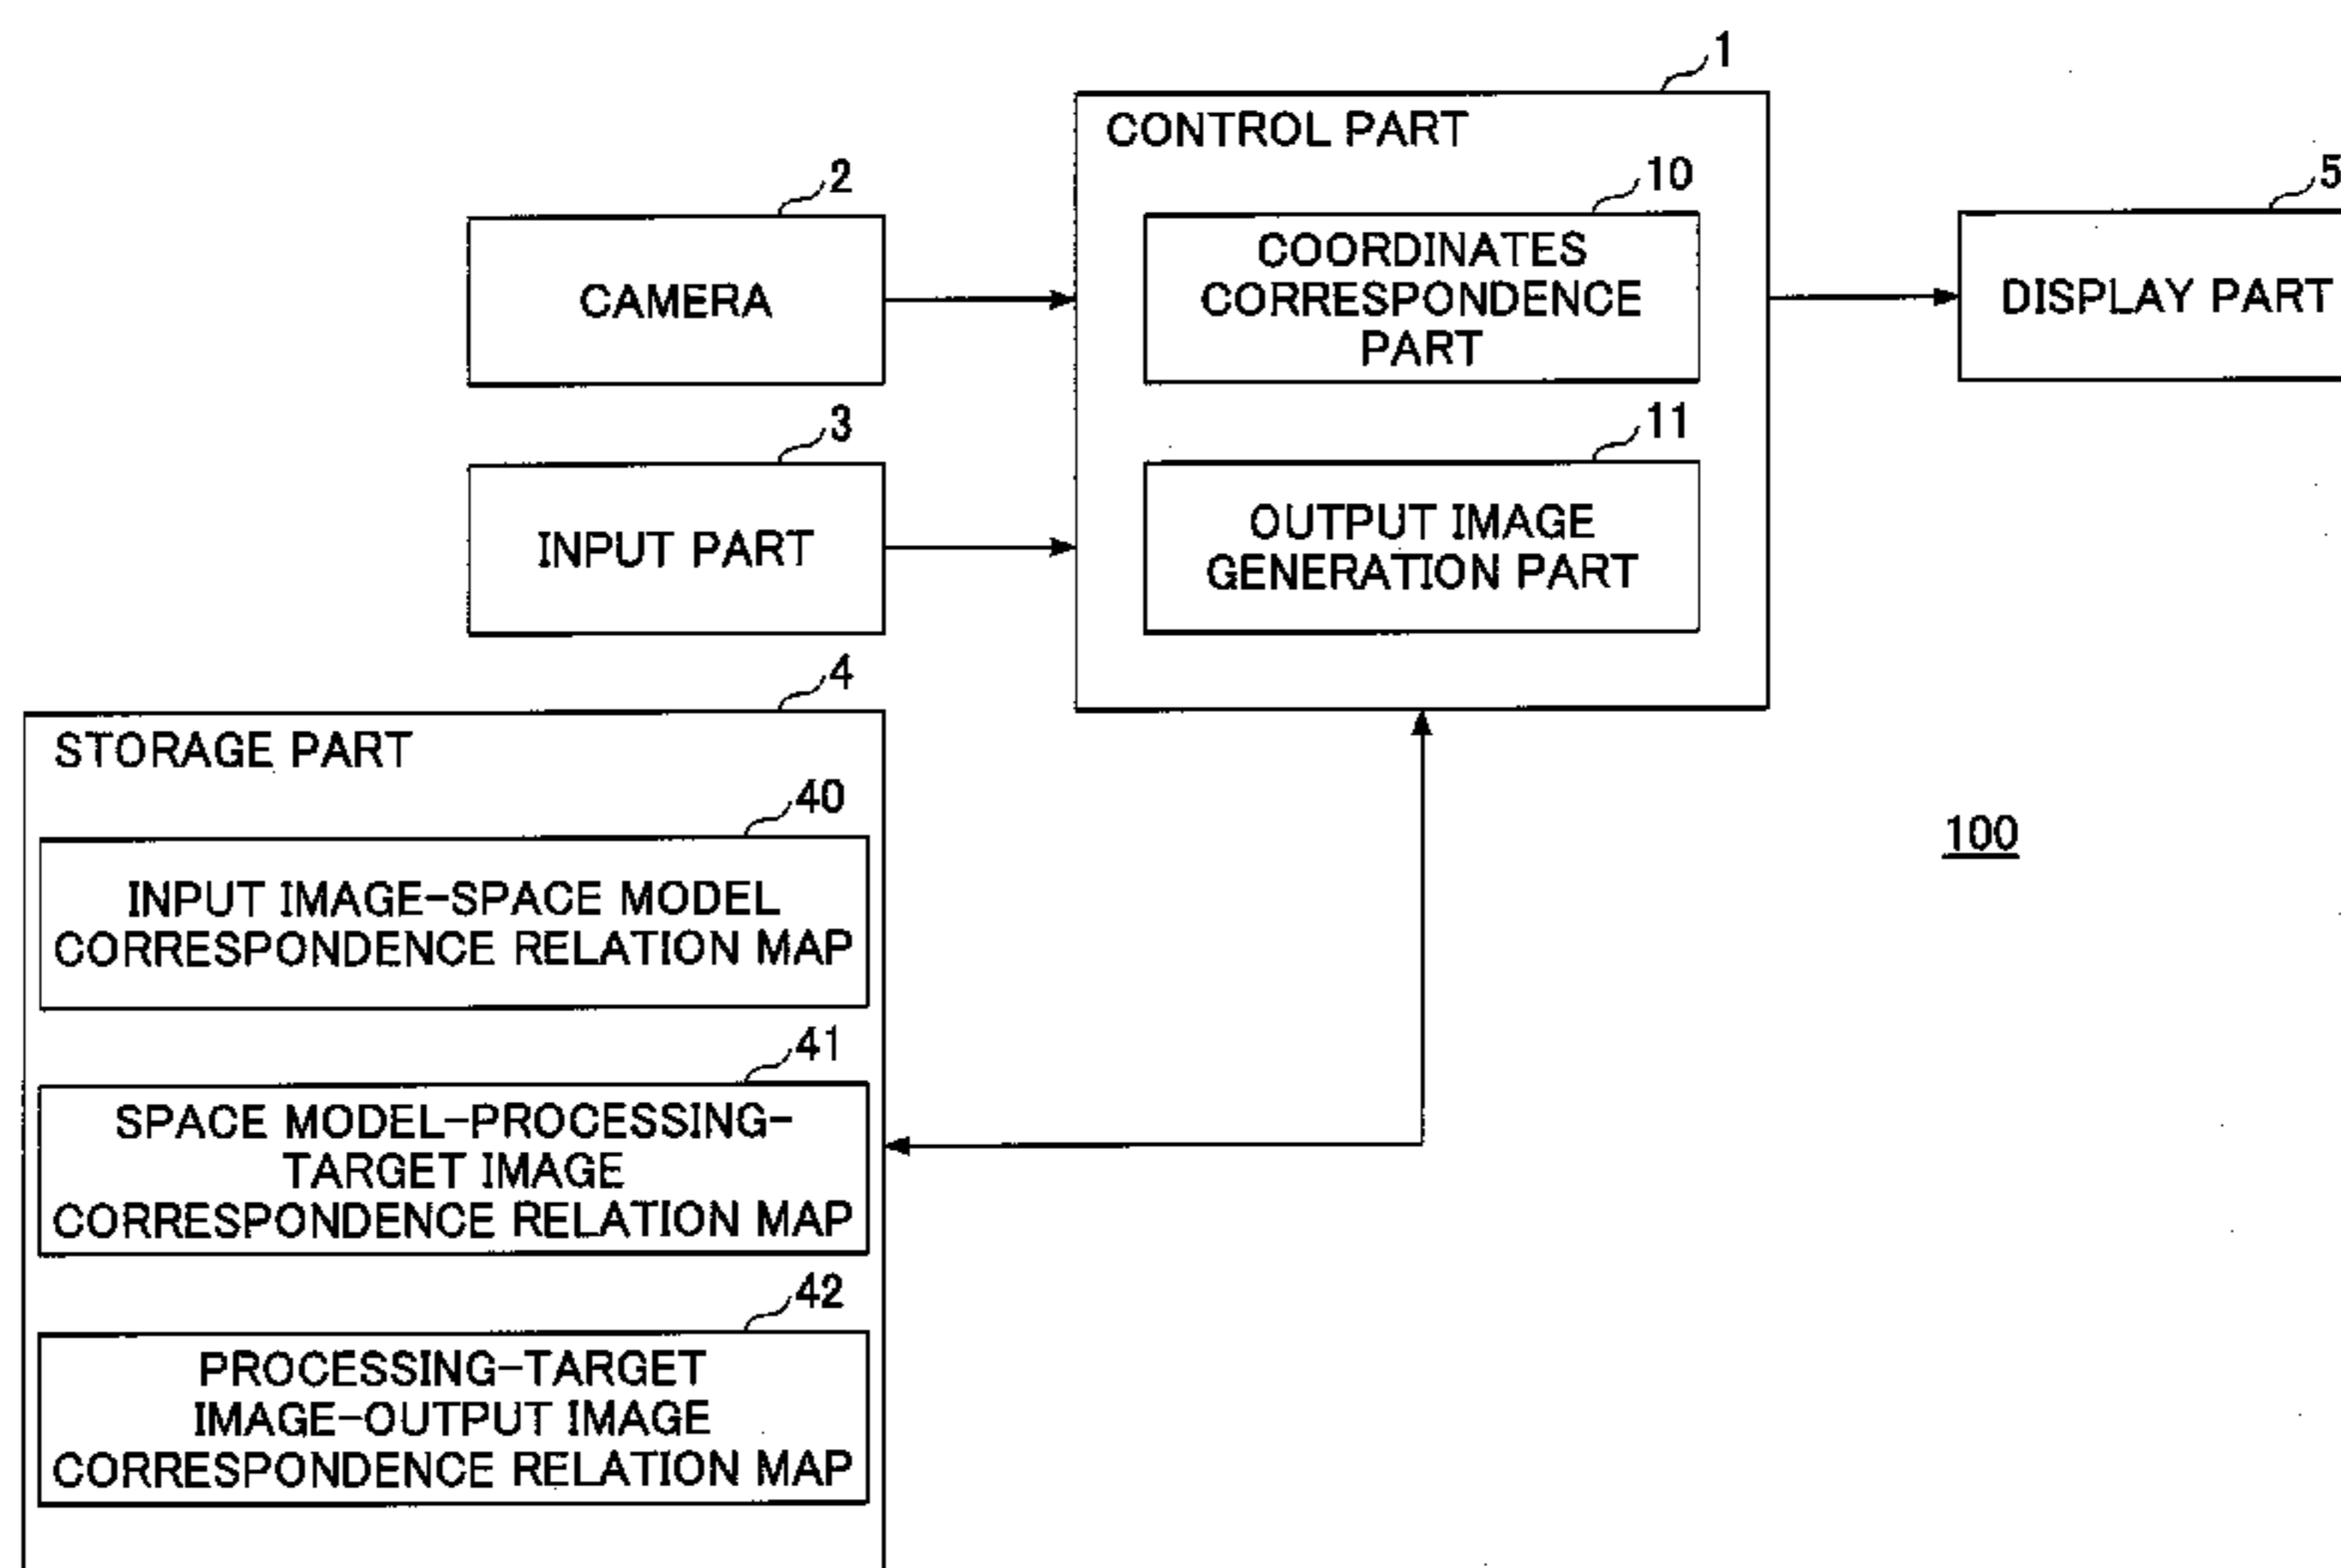 1
CONTROL PART
2
CAMERA
10
COORDINATES
CORRESPONDENCE
PART
5
DISPLAY PART
3
INPUT PART
11
OUTPUT IMAGE
GENERATION PART
4
STORAGE PART
40
INPUT IMAGE-SPACE MODEL
CORRESPONDENCE RELATION MAP
41
SPACE MODEL-PROCESSING-
TARGET IMAGE
CORRESPONDENCE RELATION MAP
42
PROCESSING-TARGET
IMAGE-OUTPUT IMAGE
CORRESPONDENCE RELATION MAP
100